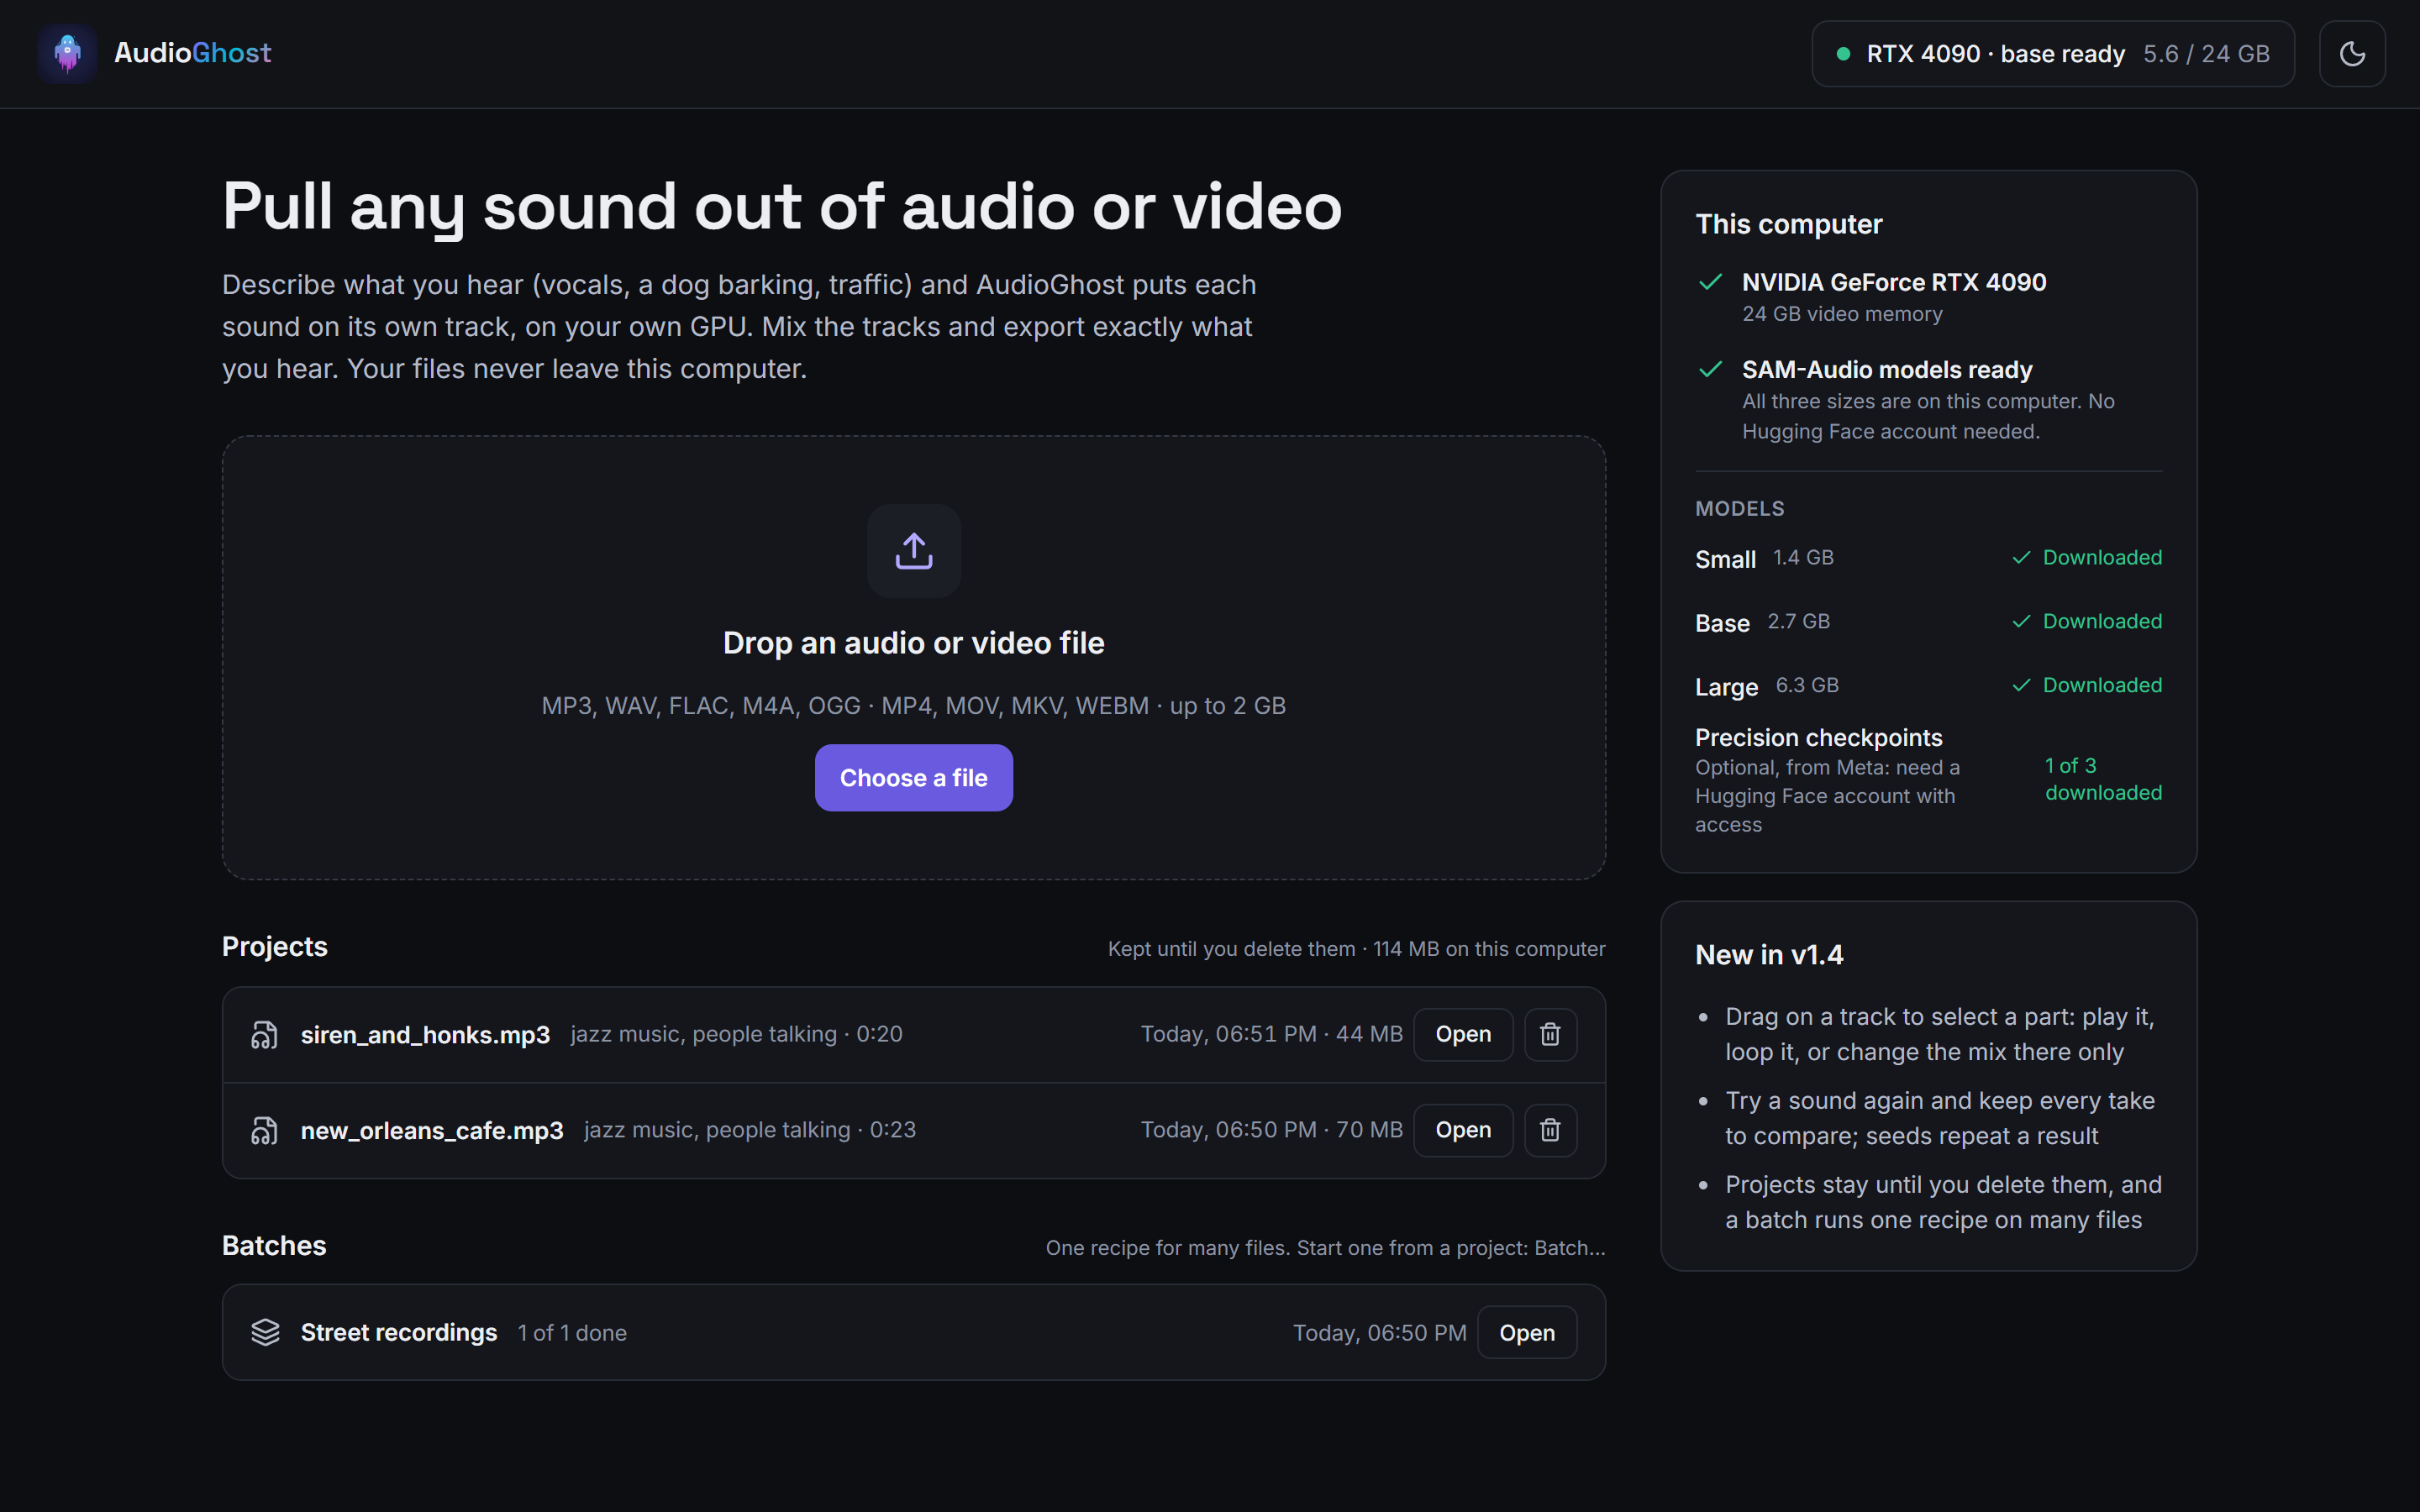 AudioGhost
RTX 4090 · base ready 5.6 / 24 GB
Pull any sound out of audio or video
Describe what you hear (vocals, a dog barking, traffic) and AudioGhost puts each
sound on its own track, on your own GPU. Mix the tracks and export exactly what
you hear. Your files never leave this computer.
Drop an audio or video file
MP3, WAV, FLAC, M4A, OGG · MP4, MOV, MKV, WEBM · up to 2 GB
Choose a file
Projects
Kept until you delete them · 114 MB on this computer
siren_and_honks.mp3 jazz music, people talking · 0:20
Today, 06:51 PM · 44 MB Open
new_orleans_cafe.mp3 jazz music, people talking · 0:23
Today, 06:50 PM · 70 MB Open
Batches
One recipe for many files. Start one from a project: Batch...
Street recordings 1 of 1 done
Today, 06:50 PM Open
This computer
NVIDIA GeForce RTX 4090
24 GB video memory
SAM-Audio models ready
All three sizes are on this computer. No
Hugging Face account needed.
MODELS
Small 1.4 GB Downloaded
Base 2.7 GB Downloaded
Large 6.3 GB Downloaded
Precision checkpoints
Optional, from Meta: need a
Hugging Face account with
access
1 of 3
downloaded
New in v1.4
Drag on a track to select a part: play it,
loop it, or change the mix there only
Try a sound again and keep every take
to compare; seeds repeat a result
Projects stay until you delete them, and
a batch runs one recipe on many files